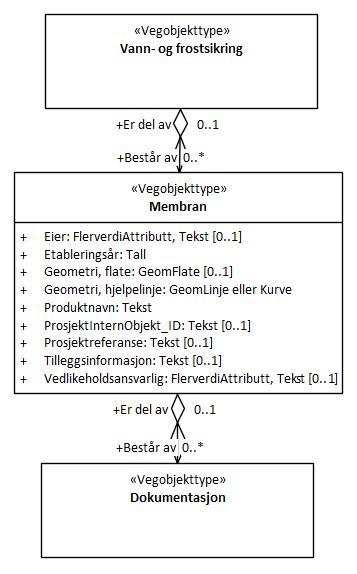 «Vegobjekttype»
Vann- og frostsikring
+Er del av 0..1
+Består av 0..*
«Vegobjekttype»
Membran
+ Eier: FlerverdiAttributt, Tekst [0..1]
+ Etableringsår: Tall
+ Geometri, flate: GeomFlate [0..1]
+ Geometri, hjelpelinje: GeomLinje eller Kurve
+ Produktnavn: Tekst
+ ProsjektInternObjekt_ID: Tekst [0..1]
+ Prosjektreferanse: Tekst [0..1]
+ Tilleggsinformasjon: Tekst [0..1]
+ Vedlikeholdsansvarlig: FlerverdiAttributt, Tekst [0..1]
+Er del av 0..1
+Består av 0..*
«Vegobjekttype»
Dokumentasjon